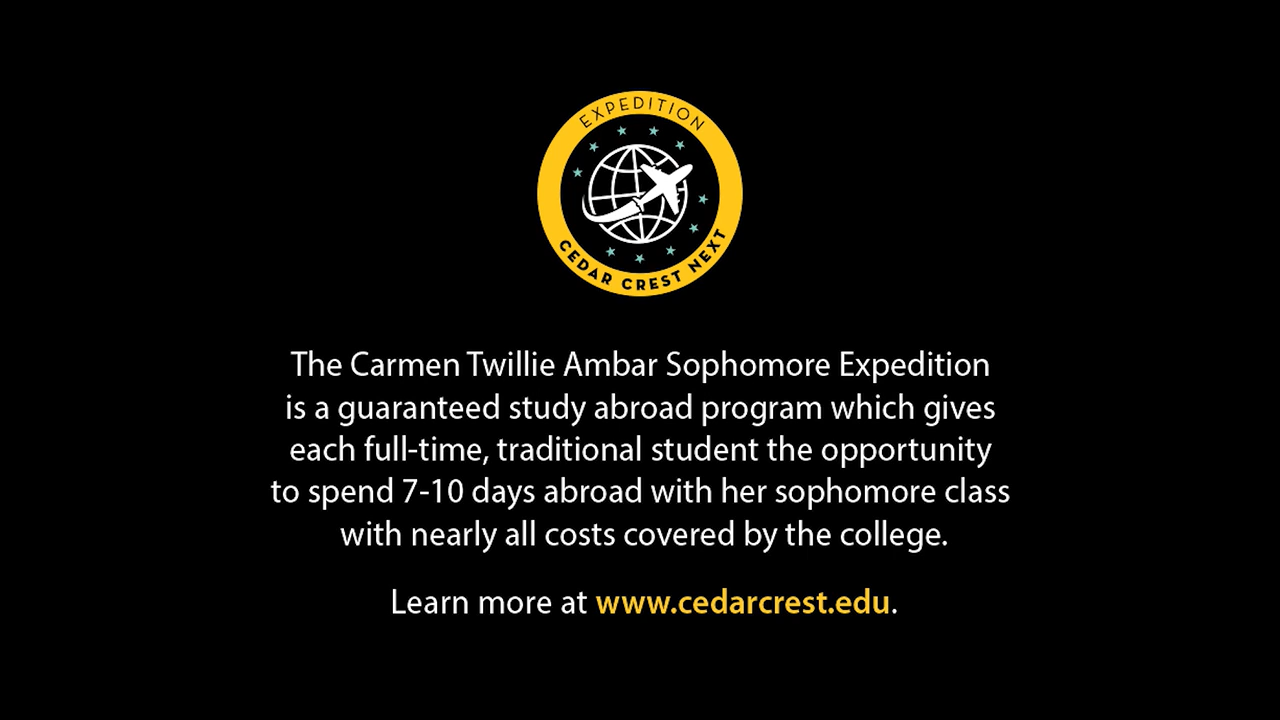 EXPEDITION
CEDAR CREST NEXT
The Carmen Twillie Ambar Sophomore Expedition
is a guaranteed study abroad program which gives
each full-time, traditional student the opportunity
to spend 7-10 days abroad with her sophomore class
with nearly all costs covered by the college.
Learn more at www.cedarcrest.edu.